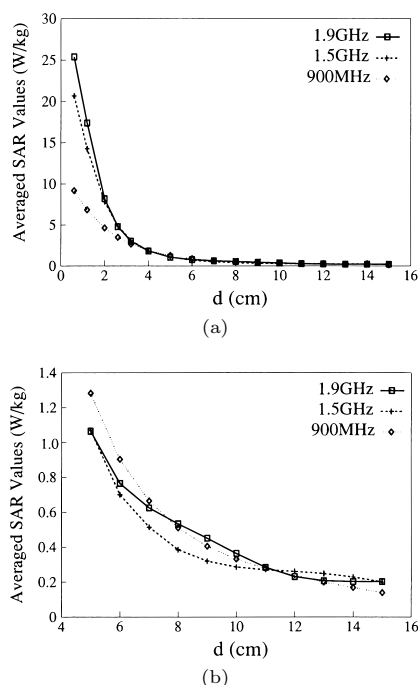 30
25
20
15
10
5
0
0 2 4 6 8 10 12 14 16
Averaged SAR Values (W/kg)
d (cm)
1.9GHz
1.5GHz
900MHz
(a)
1.4
1.2
1.0
0.8
0.6
0.4
0.2
0
4 6 8 10 12 14 16
Averaged SAR Values (W/kg)
d (cm)
1.9GHz
1.5GHz
900MHz
(b)